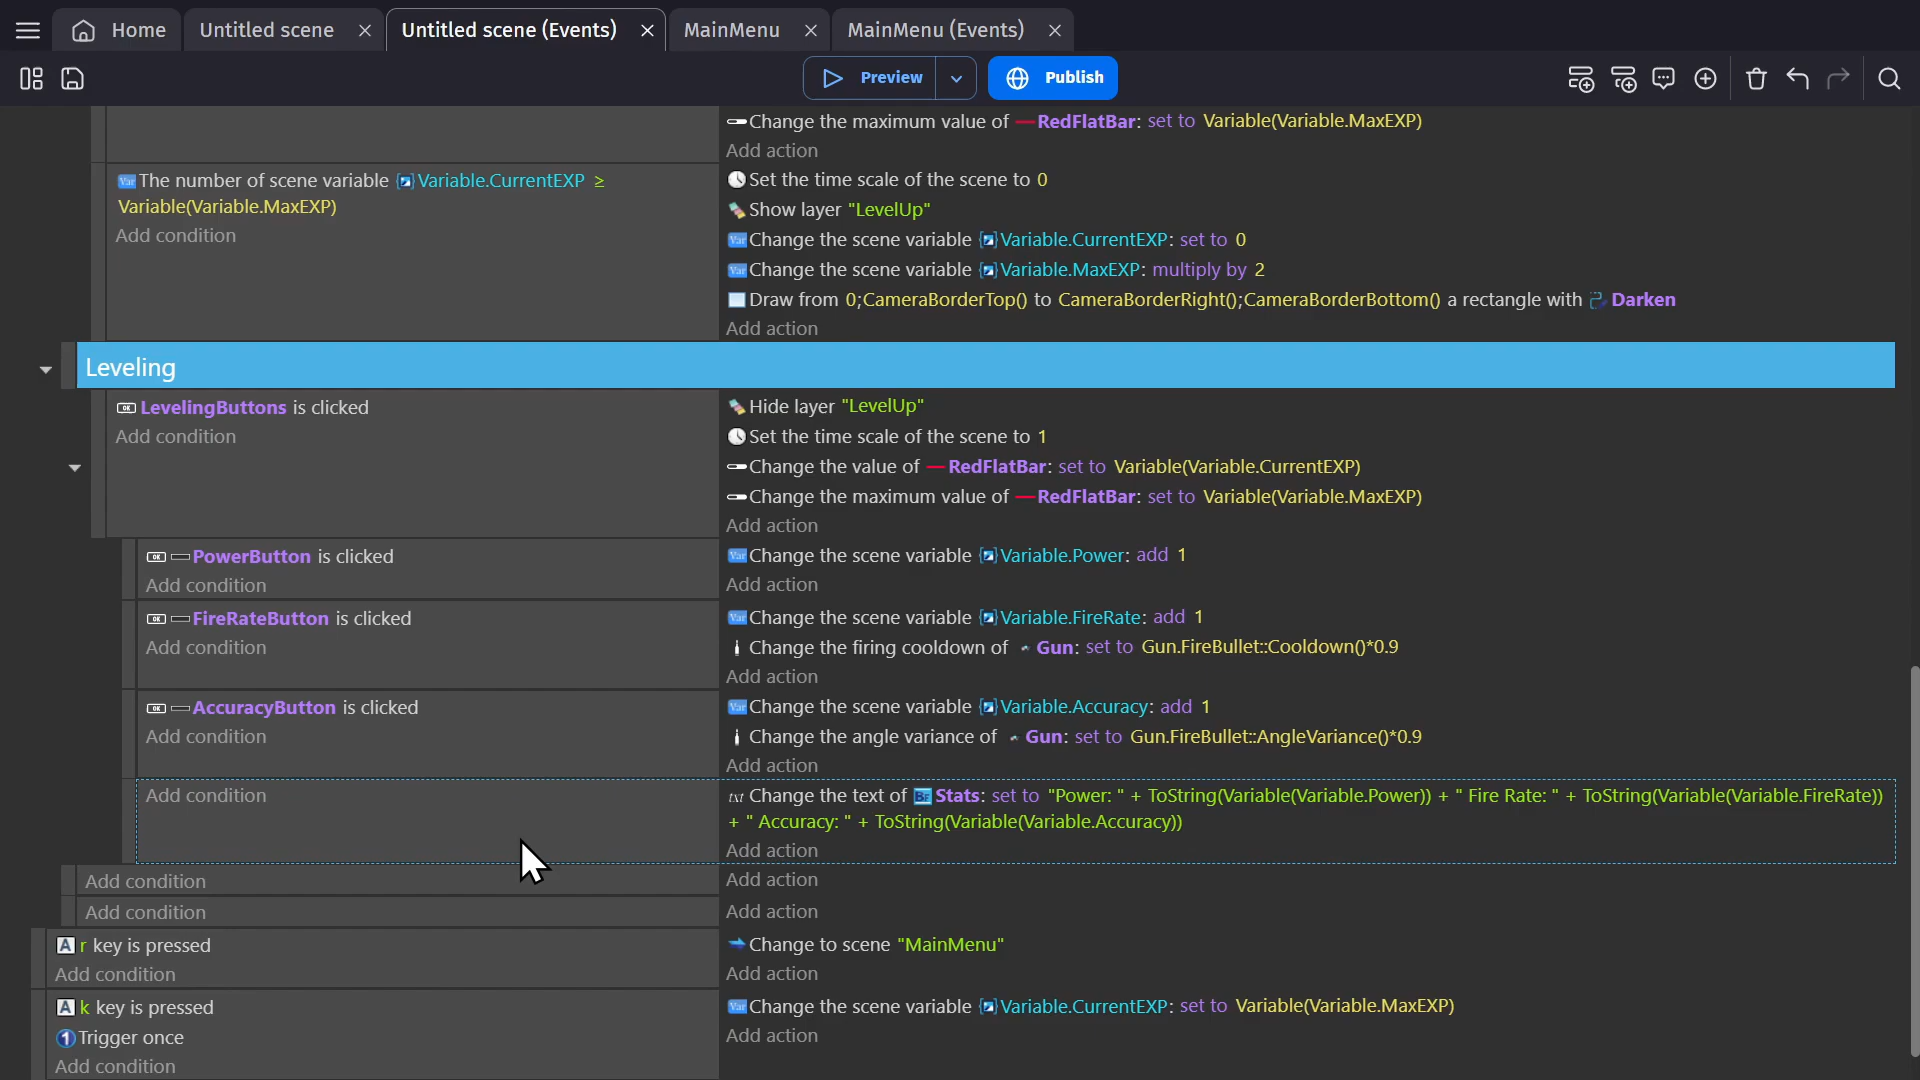 Home
Untitled scene
Untitled scene (Events)
MainMenu
MainMenu (Events)
Preview
Publish
Change the maximum value of RedFlatBar: set to Variable(Variable.MaxEXP)
Add action
The number of scene variable Variable.CurrentEXP ≥
Variable(Variable.MaxEXP)
Add condition
Set the time scale of the scene to 0
Show layer "LevelUp"
Change the scene variable Variable.CurrentEXP: set to 0
Change the scene variable Variable.MaxEXP: multiply by 2
Draw from 0;CameraBorderTop() to CameraBorderRight();CameraBorderBottom() a rectangle with Darken
Add action
Leveling
LevelingButtons is clicked
Add condition
Hide layer "LevelUp"
Set the time scale of the scene to 1
Change the value of RedFlatBar: set to Variable(Variable.CurrentEXP)
Change the maximum value of RedFlatBar: set to Variable(Variable.MaxEXP)
Add action
PowerButton is clicked
Add condition
Change the scene variable Variable.Power: add 1
Add action
FireRateButton is clicked
Add condition
Change the scene variable Variable.FireRate: add 1
Change the firing cooldown of Gun: set to Gun.FireBullet::Cooldown()*0.9
Add action
AccuracyButton is clicked
Add condition
Change the scene variable Variable.Accuracy: add 1
Change the angle variance of Gun: set to Gun.FireBullet::AngleVariance()*0.9
Add action
Add condition
Change the text of Stats: set to "Power: " + ToString(Variable(Variable.Power)) + " Fire Rate: " + ToString(Variable(Variable.FireRate))
+ " Accuracy: " + ToString(Variable(Variable.Accuracy))
Add action
Add condition
Add action
Add condition
Add action
r key is pressed
Add condition
Change to scene "MainMenu"
Add action
k key is pressed
Trigger once
Add condition
Change the scene variable Variable.CurrentEXP: set to Variable(Variable.MaxEXP)
Add action